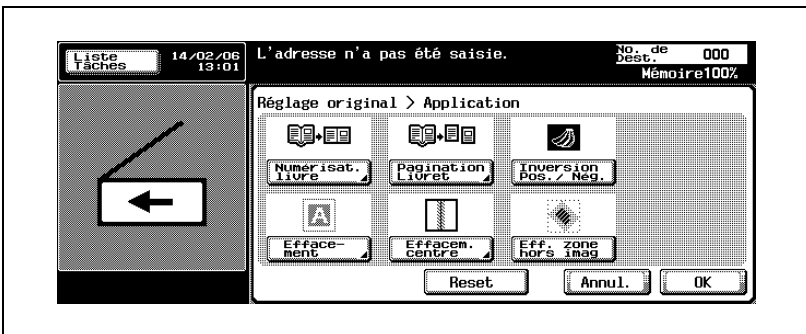 Liste
Tâches
14/02/06
13:01
L'adresse n'a pas été saisie.
No. de
Dest.
000
Mémoire100%
Réglage original > Application
Numérisat.
livre
Pagination
Livret
Inversion
Pos./ Nég.
A
Efface-
ment
Effacem.
centre
Eff. zone
hors imag
Reset
Annul.
OK